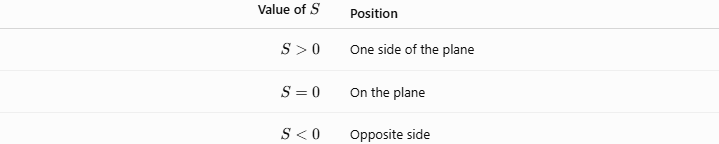 Value of S Position
S > 0 One side of the plane
S = 0 On the plane
S < 0 Opposite side